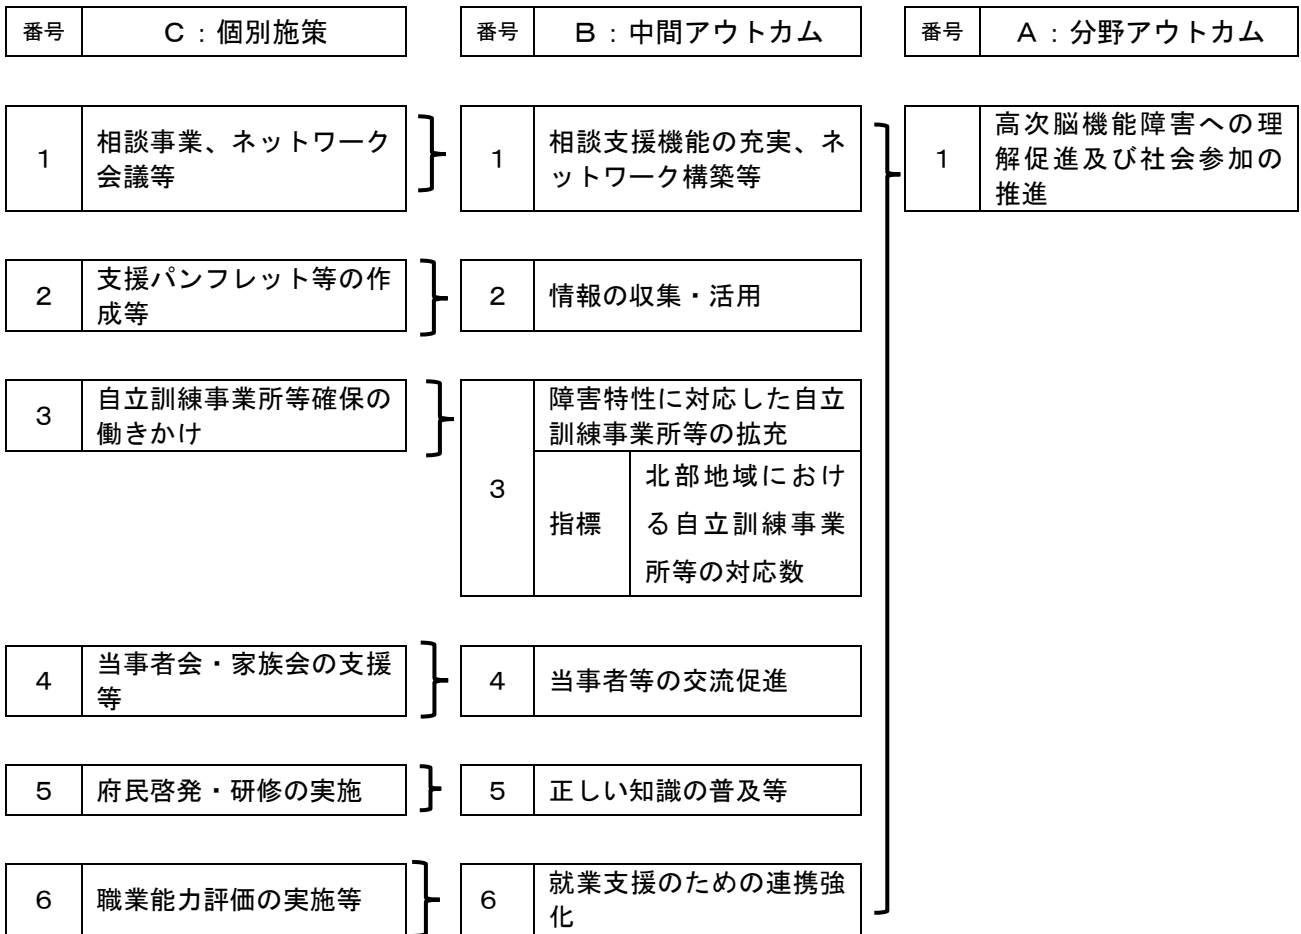 番号 C：個別施策 番号 B：中間アウトカム 番号 A：分野アウトカム
1
相談事業、ネットワーク
会議等
1
相談支援機能の充実、ネ
ットワーク構築等
1
高次脳機能障害への理
解促進及び社会参加の
推進
2
支援パンフレット等の作
成等
2
情報の収集・活用
3
自立訓練事業所等確保の
働きかけ
3
障害特性に対応した自立
訓練事業所等の拡充
指標
北部地域におけ
る自立訓練事業
所等の対応数
4
当事者会・家族会の支援
等
4
当事者等の交流促進
5
府民啓発・研修の実施
5
正しい知識の普及等
6
職業能力評価の実施等
6
就業支援のための連携強
化